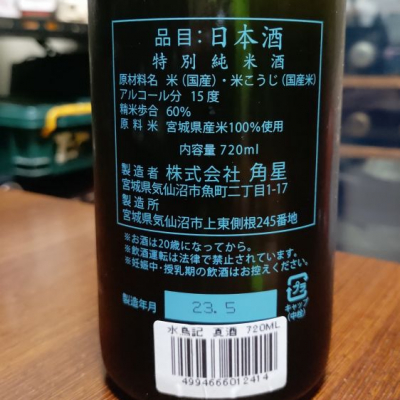 品目：日本酒
特別純米酒
原材料名 米（国産）・米こうじ（国産米）
アルコール分 15度
精米歩合 60%
原料米 宮城県産米100%使用
内容量 720ml
製造者 株式会社 角星
宮城県気仙沼市魚町二丁目1-17
製造所
宮城県気仙沼市上東側根245番地
※お酒は20歳になってから。
※飲酒運転は法律で禁止されています。
※妊娠中・授乳期の飲酒はお控えください。
製造年月 23.5
プラ
キャップ
（中栓）
水鳥記 真酒 720ML
4994666012414